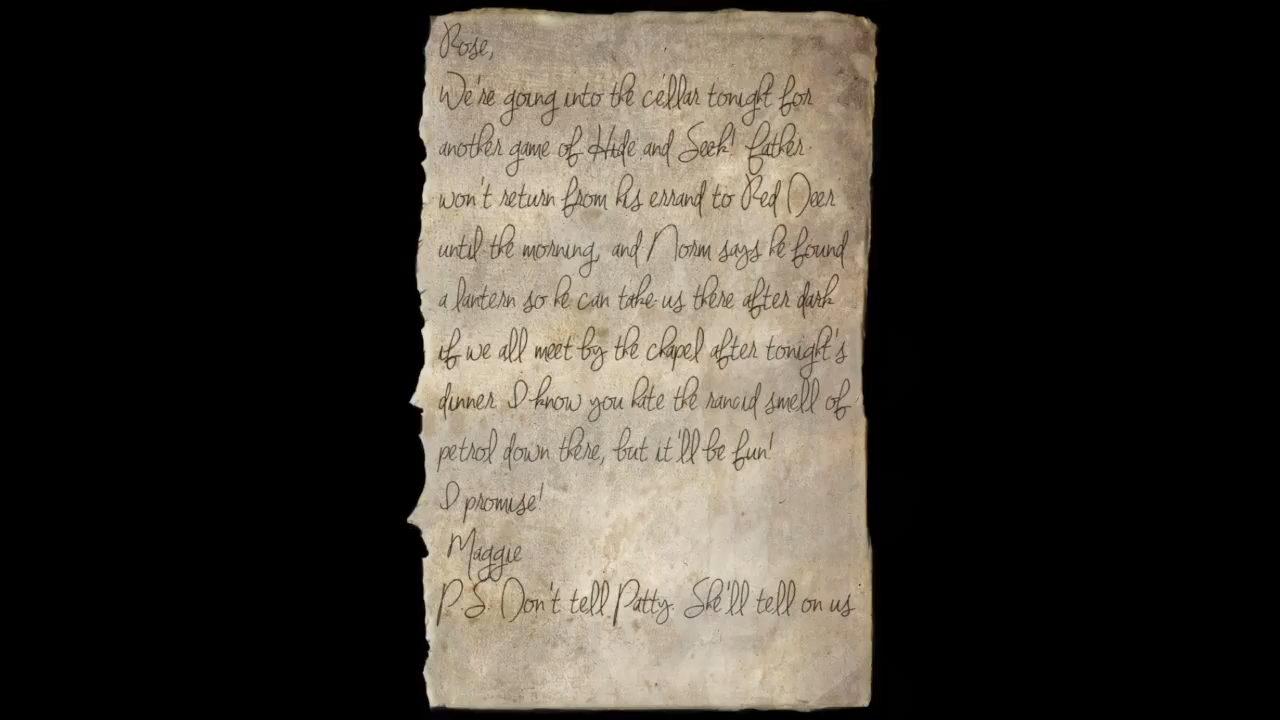 Rose,
We're going into the cellar tonight for
another game of Hide and Seek! Father
won't return from his errand to Red Deer
until the morning, and Norm says he found
a lantern so he can take us there after dark
if we all meet by the chapel after tonight's
dinner. I know you hate the rancid smell of
petrol down there, but it'll be fun!
I promise!
Maggie
P.S. Don't tell Patty. She'll tell on us